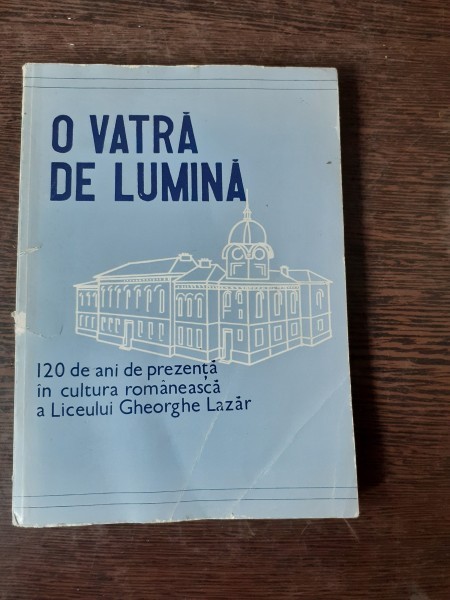 O VATRĂ
DE LUMINĂ
120 de ani de prezență
în cultura românească
a Liceului Gheorghe Lazăr